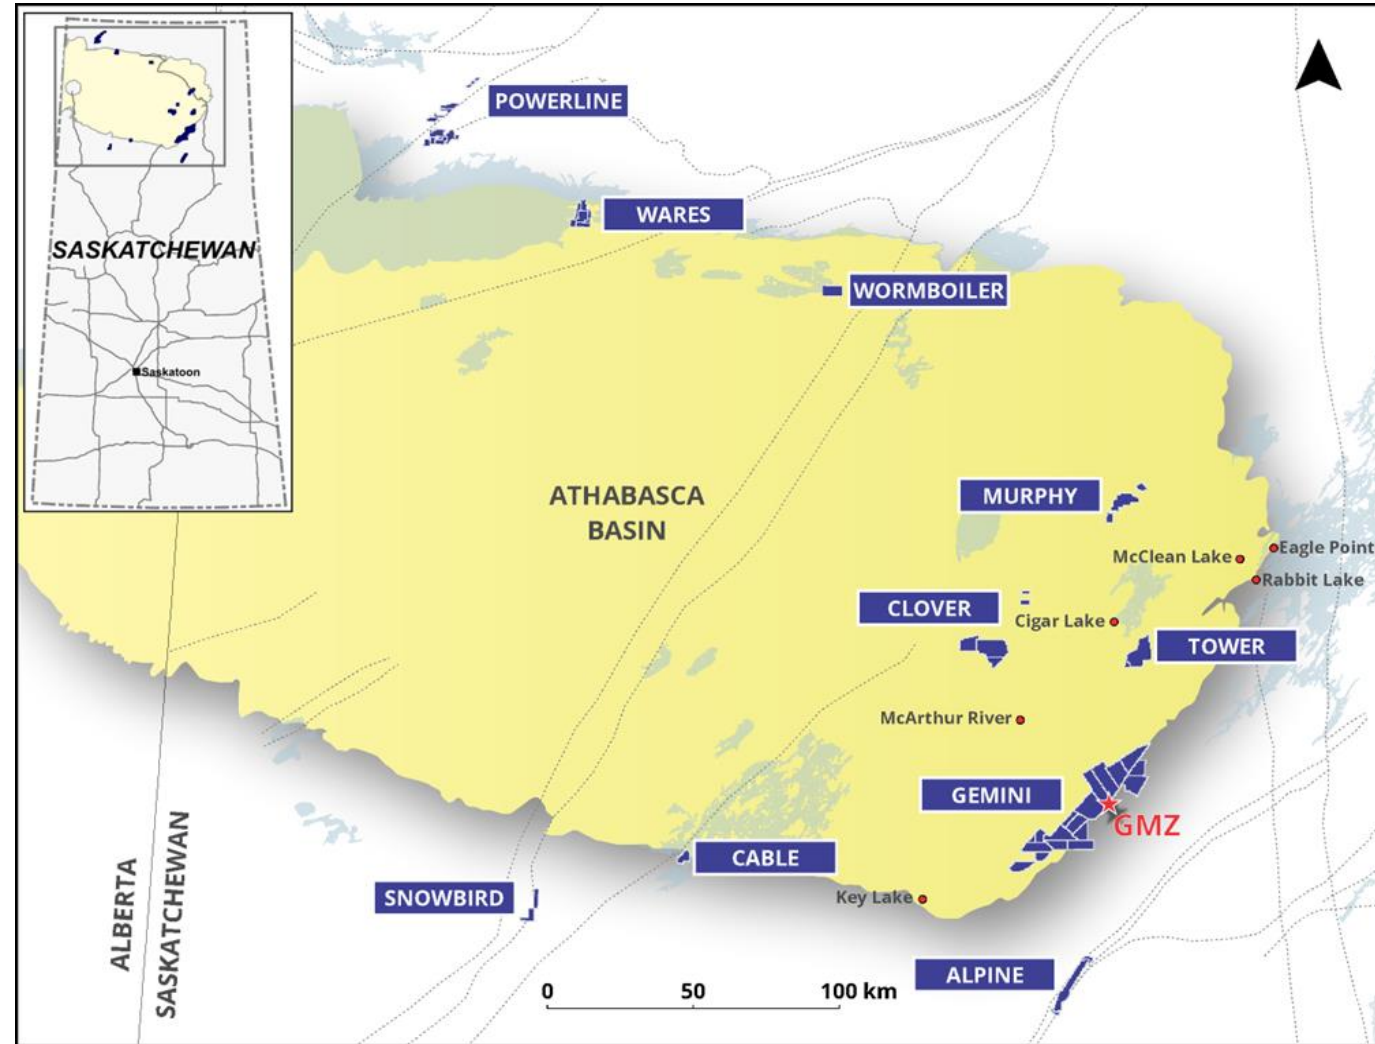 POWERLINE
WARES
SASKATCHEWAN
WORMBOILER
Saskatoon
ATHABASCA
BASIN
MURPHY
Eagle Point
McClean Lake
Rabbit Lake
CLOVER
Cigar Lake
TOWER
McArthur River
GEMINI
GMZ
CABLE
SNOWBIRD
Key Lake
ALBERTA
SASKATCHEWAN
ALPINE
0 50 100 km